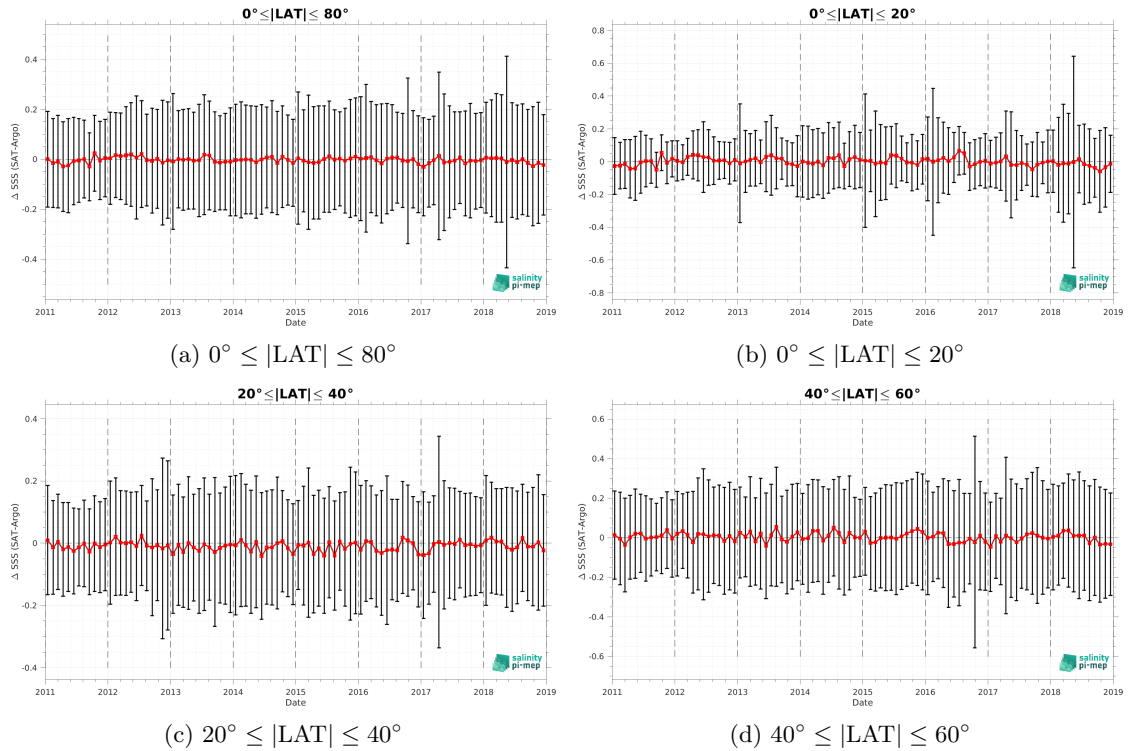 0°≤|LAT|≤ 80°
Δ SSS (SAT-Argo)
0.4
0.2
0
-0.2
-0.4
2011 2012 2013 2014 2015 2016 2017 2018 2019
Date
salinity
pi-mep
(a) 0° ≤ |LAT| ≤ 80°
0°≤|LAT|≤ 20°
Δ SSS (SAT-Argo)
0.8
0.6
0.4
0.2
0
-0.2
-0.4
-0.6
-0.8
2011 2012 2013 2014 2015 2016 2017 2018 2019
Date
salinity
pi-mep
(b) 0° ≤ |LAT| ≤ 20°
20°≤|LAT|≤ 40°
Δ SSS (SAT-Argo)
0.4
0.2
0
-0.2
-0.4
2011 2012 2013 2014 2015 2016 2017 2018 2019
Date
salinity
pi-mep
(c) 20° ≤ |LAT| ≤ 40°
40°≤|LAT|≤ 60°
Δ SSS (SAT-Argo)
0.6
0.4
0.2
0
-0.2
-0.4
-0.6
2011 2012 2013 2014 2015 2016 2017 2018 2019
Date
salinity
pi-mep
(d) 40° ≤ |LAT| ≤ 60°